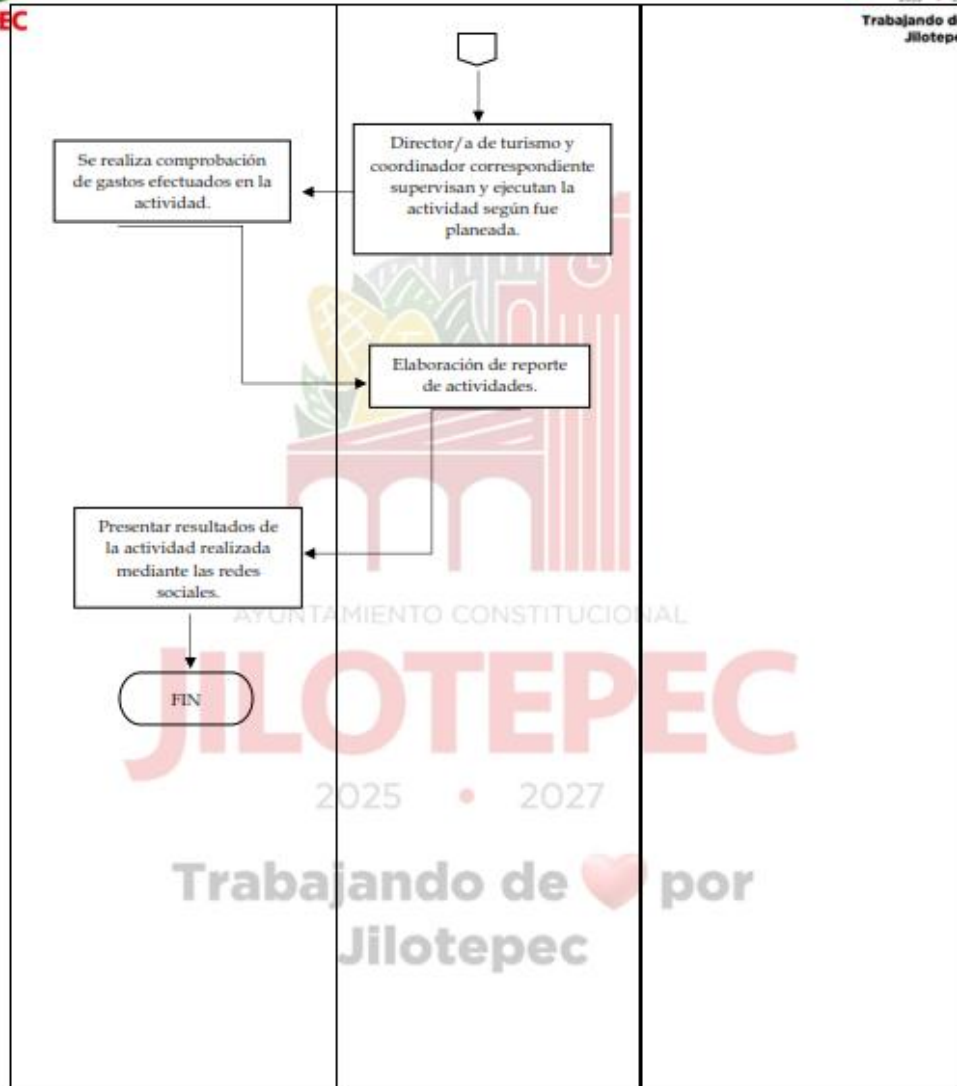 EC
Trabajando d
Jilotep
Director/a de turismo y
coordinador correspondiente
supervisan y ejecutan la
actividad según fue
planeada.
Se realiza comprobación
de gastos efectuados en la
actividad.
Elaboración de reporte
de actividades.
Presentar resultados de
la actividad realizada
mediante las redes
sociales.
FIN
G
AYUNTAMIENTO CONSTITUCIONAL
JILOTEPEC
2025 • 2027
Trabajando de ❤ por
Jilotepec